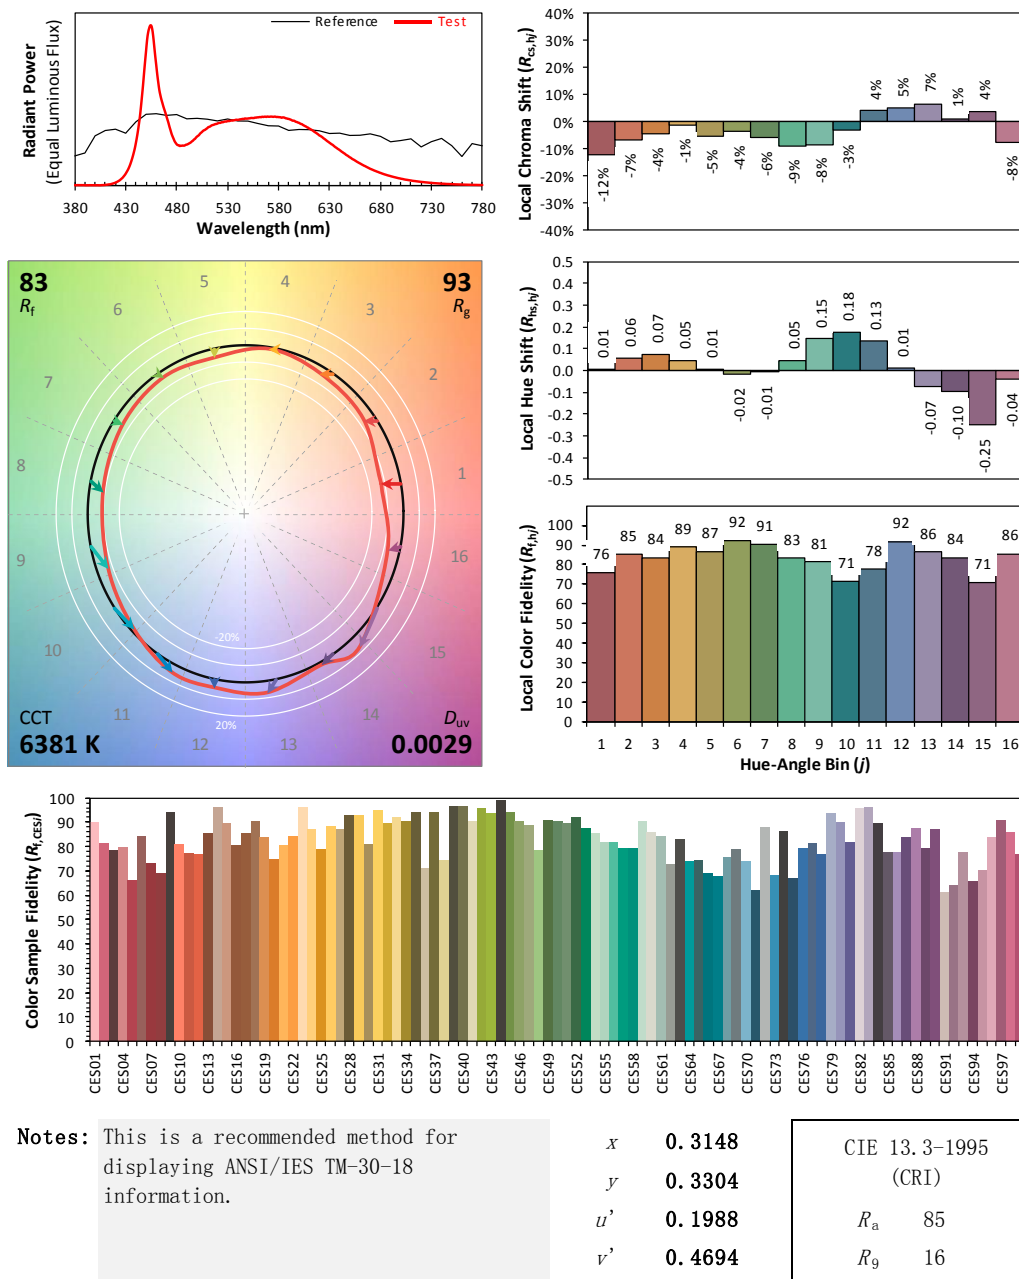 Reference Test
Radiant Power
(Equal Luminous Flux)
380 430 480 530 580 630 680 730 780
Wavelength (nm)
Local Chroma Shift (Rcs,hj)
40%
30%
20%
10%
0%
-10%
-20%
-30%
-40%
-12% -7% -4% -1% -5% -4% -6% -9% -8% -3% 4% 5% 7% 1% 4% -8%
83
Rf
93
Rg
1 2 3 4 5 6 7 8 9 10 11 12 13 14 15 16
-20%
20%
CCT
6381 K
Duv
0.0029
Local Hue Shift (Rhs,hj)
0.5
0.4
0.3
0.2
0.1
0.0
-0.1
-0.2
-0.3
-0.4
-0.5
0.01 0.06 0.07 0.05 0.01 -0.02 -0.01 0.05 0.15 0.18 0.13 0.01 -0.07 -0.10 -0.25 -0.04
Local Color Fidelity (Rf,hj)
100
90
80
70
60
50
40
30
20
10
0
76 85 84 89 87 92 91 83 81 71 78 92 86 84 71 86
1 2 3 4 5 6 7 8 9 10 11 12 13 14 15 16
Hue-Angle Bin (j)
Color Sample Fidelity (Rf,CESi)
100
90
80
70
60
50
40
30
20
10
0
CES01 CES04 CES07 CES10 CES13 CES16 CES19 CES22 CES25 CES28 CES31 CES34 CES37 CES40 CES43 CES46 CES49 CES52 CES55 CES58 CES61 CES64 CES67 CES70 CES73 CES76 CES79 CES82 CES85 CES88 CES91 CES94 CES97
Notes: This is a recommended method for
displaying ANSI/IES TM-30-18
information.
x 0.3148
y 0.3304
u' 0.1988
v' 0.4694
CIE 13.3-1995
(CRI)
Ra 85
R9 16